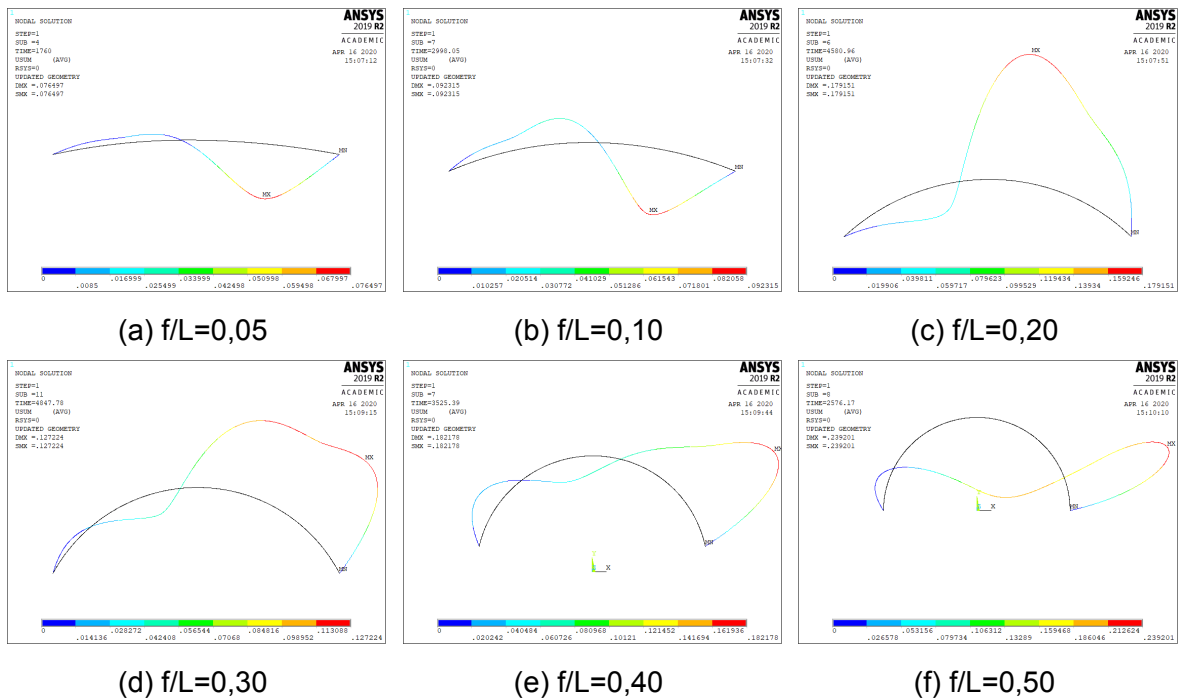 1
NODAL SOLUTION
STEP=1
SUB =4
TIME=1760
USUM (AVG)
RSYS=0
UPDATED GEOMETRY
DMX =.076497
SMX =.076497
ANSYS
2019 R2
ACADEMIC
APR 16 2020
15:07:12
MN
MX
0 .016999 .033999 .050998 .067997
.0085 .025499 .042498 .059498 .076497
(a) f/L=0,05
1
NODAL SOLUTION
STEP=1
SUB =7
TIME=2998.05
USUM (AVG)
RSYS=0
UPDATED GEOMETRY
DMX =.092315
SMX =.092315
ANSYS
2019 R2
ACADEMIC
APR 16 2020
15:07:32
MN
MX
0 .020514 .041029 .061543 .082058
.010257 .030772 .051286 .071801 .092315
(b) f/L=0,10
1
NODAL SOLUTION
STEP=1
SUB =6
TIME=4580.96
USUM (AVG)
RSYS=0
UPDATED GEOMETRY
DMX =.179151
SMX =.179151
ANSYS
2019 R2
ACADEMIC
APR 16 2020
15:07:51
MX
MN
0 .039811 .079623 .119434 .159246
.019906 .059717 .099529 .13934 .179151
(c) f/L=0,20
1
NODAL SOLUTION
STEP=1
SUB =11
TIME=4847.78
USUM (AVG)
RSYS=0
UPDATED GEOMETRY
DMX =.127224
SMX =.127224
ANSYS
2019 R2
ACADEMIC
APR 16 2020
15:09:15
MX
MN
0 .028272 .056544 .084816 .113088
.014136 .042408 .07068 .098952 .127224
(d) f/L=0,30
1
NODAL SOLUTION
STEP=1
SUB =7
TIME=3525.39
USUM (AVG)
RSYS=0
UPDATED GEOMETRY
DMX =.182178
SMX =.182178
ANSYS
2019 R2
ACADEMIC
APR 16 2020
15:09:44
MX
MN
Y
X
0 .040484 .080968 .121452 .161936
.020242 .060726 .10121 .141694 .182178
(e) f/L=0,40
1
NODAL SOLUTION
STEP=1
SUB =8
TIME=2576.17
USUM (AVG)
RSYS=0
UPDATED GEOMETRY
DMX =.239201
SMX =.239201
ANSYS
2019 R2
ACADEMIC
APR 16 2020
15:10:10
MX
MN
X
0 .053156 .106312 .159468 .212624
.026578 .079734 .13289 .186046 .239201
(f) f/L=0,50